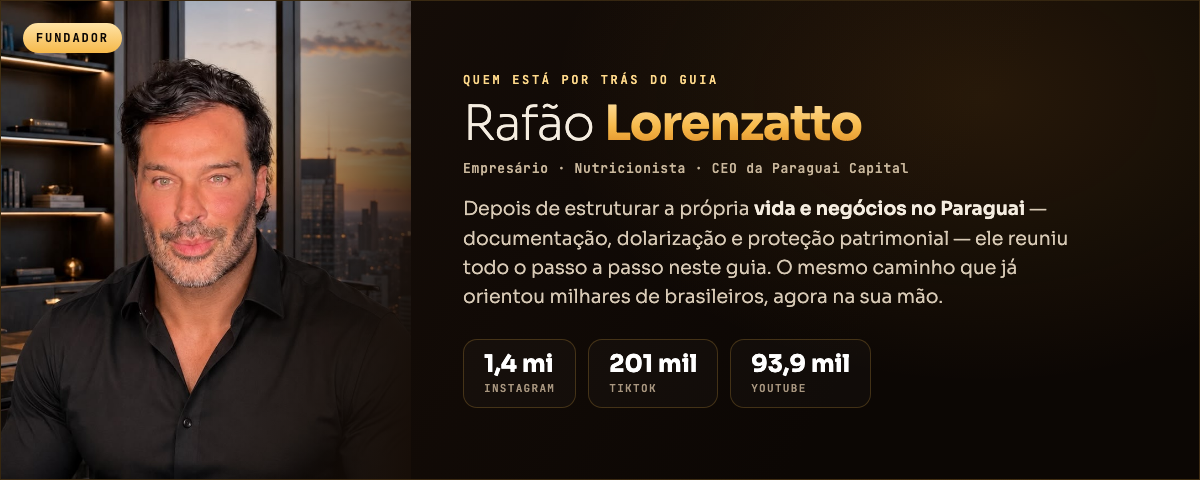 FUNDADOR
QUEM ESTÁ POR TRÁS DO GUIA
Rafão Lorenzatto
Empresário · Nutricionista · CEO da Paraguai Capital
Depois de estruturar a própria vida e negócios no Paraguai —
documentação, dolarização e proteção patrimonial — ele reuniu
todo o passo a passo neste guia. O mesmo caminho que já
orientou milhares de brasileiros, agora na sua mão.
1,4 mi
INSTAGRAM
201 mil
TIKTOK
93,9 mil
YOUTUBE